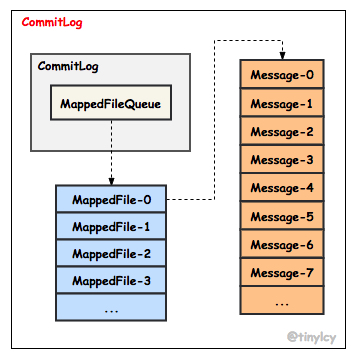 CommitLog
CommitLog
MappedFileQueue
MappedFile-0
MappedFile-1
MappedFile-2
MappedFile-3
...
Message-0
Message-1
Message-2
Message-3
Message-4
Message-5
Message-6
Message-7
...
@tinylcy